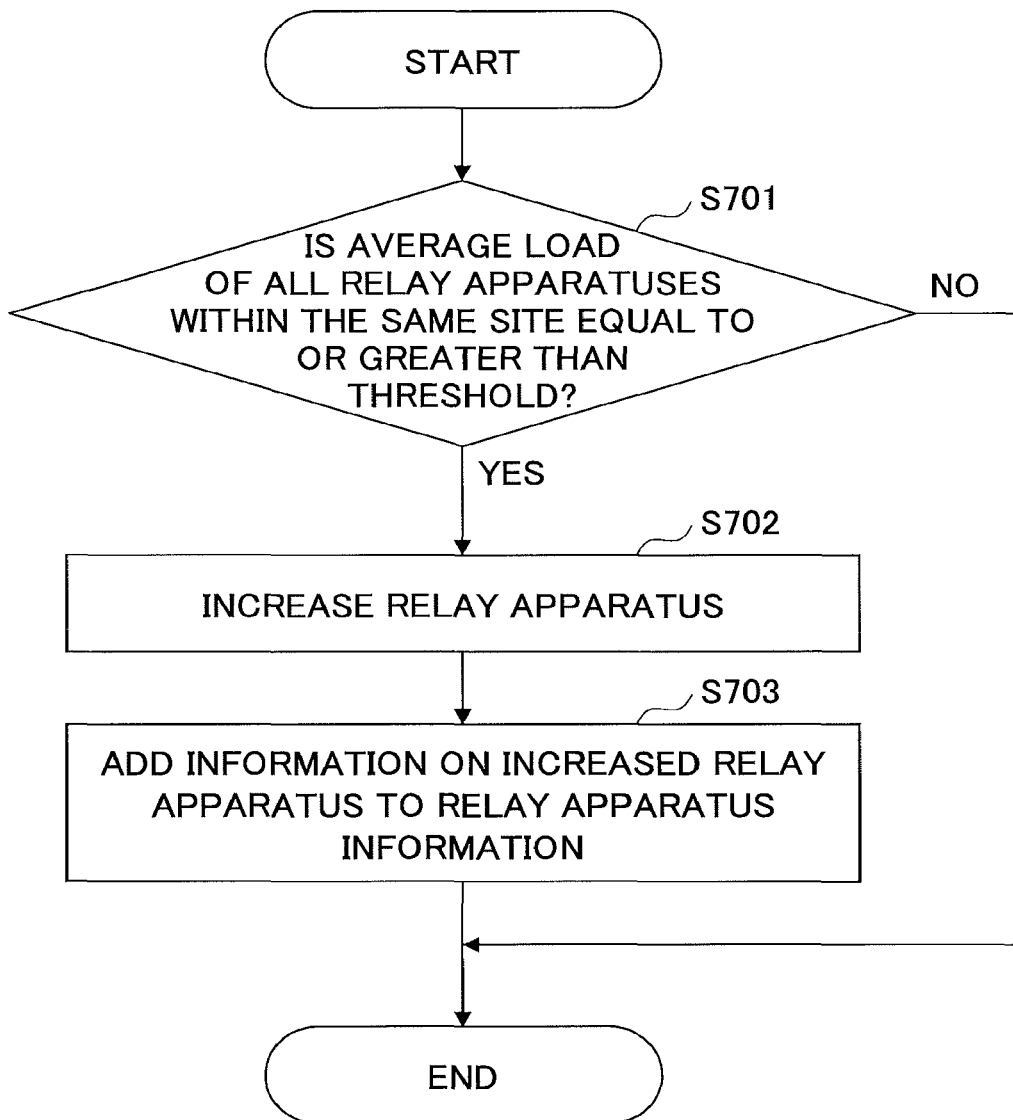 START
S701
IS AVERAGE LOAD
OF ALL RELAY APPARATUSES
WITHIN THE SAME SITE EQUAL TO
OR GREATER THAN
THRESHOLD?
NO
YES
S702
INCREASE RELAY APPARATUS
S703
ADD INFORMATION ON INCREASED RELAY
APPARATUS TO RELAY APPARATUS
INFORMATION
END